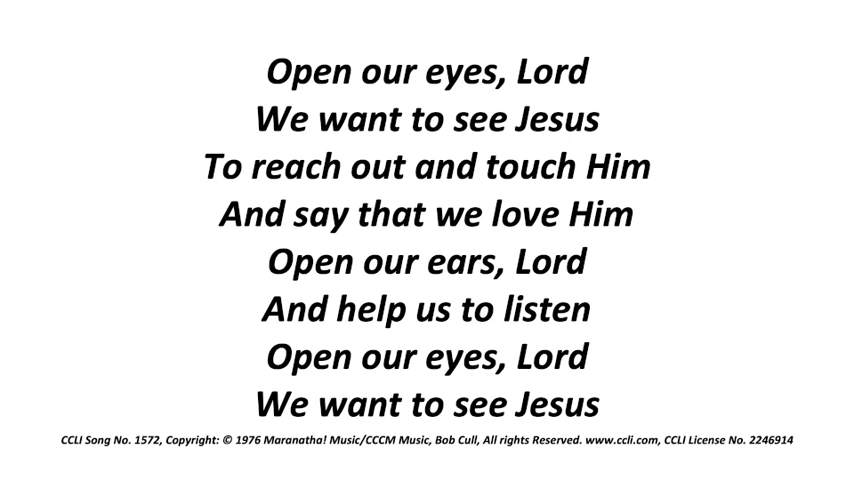 Open our eyes, Lord
We want to see Jesus
To reach out and touch Him
And say that we love Him
Open our ears, Lord
And help us to listen
Open our eyes, Lord
We want to see Jesus
CCLI Song No. 1572, Copyright: © 1976 Maranatha! Music/CCCM Music, Bob Cull, All rights Reserved. www.ccli.com, CCLI License No. 2246914